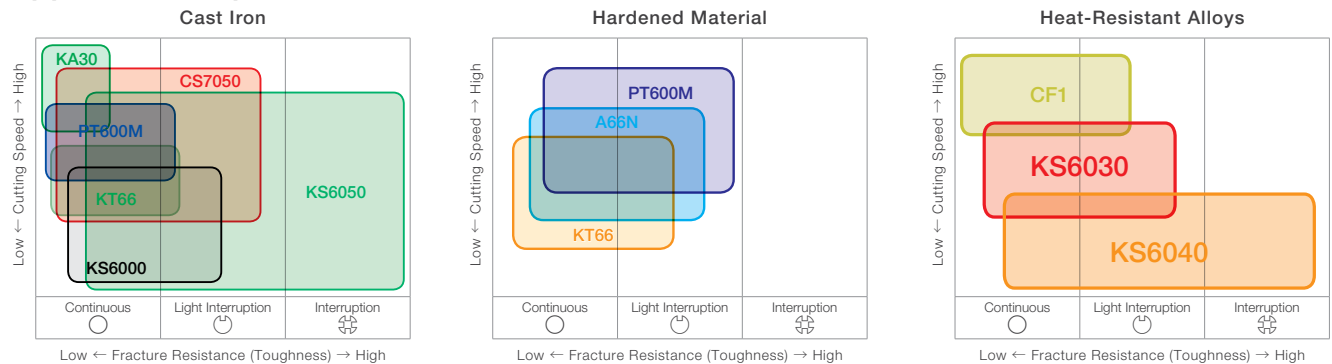 Cast Iron
Low ← Cutting Speed → High
KA30
CS7050
PT600M
KT66
KS6050
KS6000
Continuous
Light Interruption
Interruption
Low ← Fracture Resistance (Toughness) → High
Hardened Material
Low ← Cutting Speed → High
PT600M
A66N
KT66
Continuous
Light Interruption
Interruption
Low ← Fracture Resistance (Toughness) → High
Heat-Resistant Alloys
Low ← Cutting Speed → High
CF1
KS6030
KS6040
Continuous
Light Interruption
Interruption
Low ← Fracture Resistance (Toughness) → High